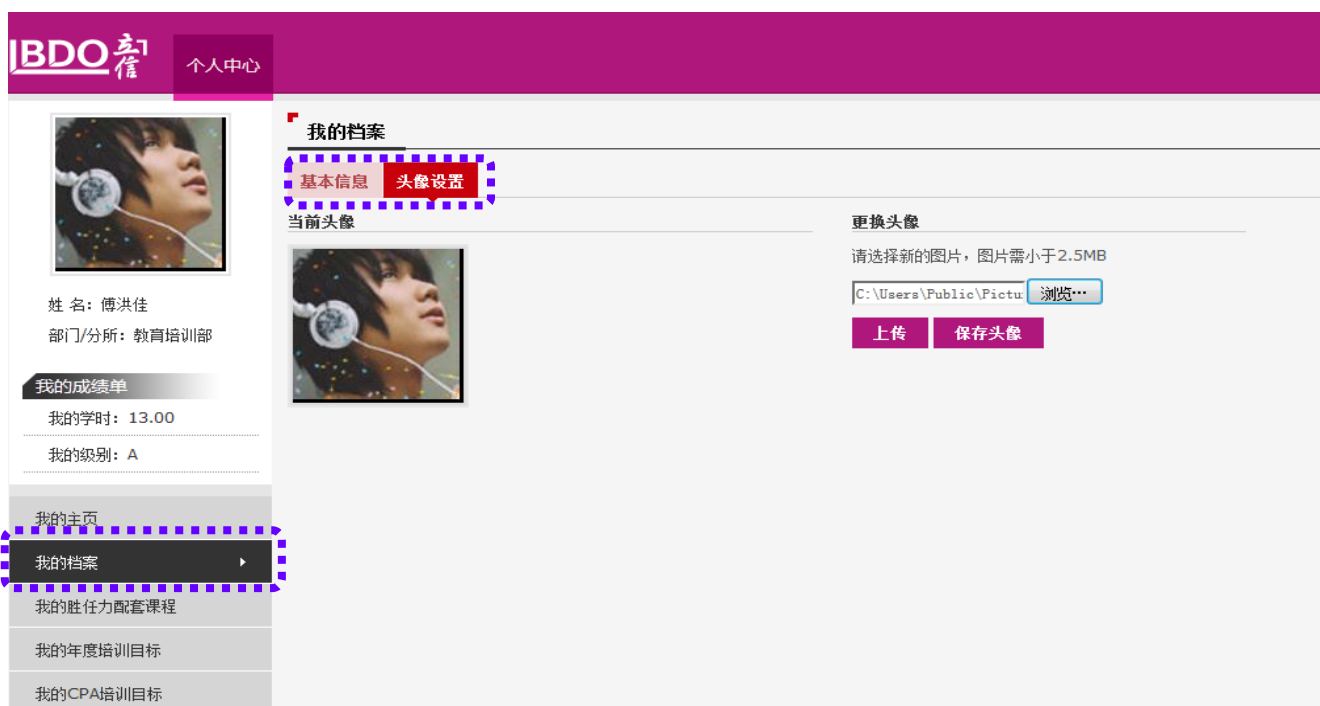 BDO 立信
个人中心
姓 名：傅洪佳
部门/分所：教育培训部
我的成绩单
我的学时：13.00
我的级别：A
我的主页
我的档案
我的胜任力配套课程
我的年度培训目标
我的CPA培训目标
我的档案
基本信息 头像设置
当前头像
更换头像
请选择新的图片，图片需小于2.5MB
C:\Users\Public\Pictu 浏览…
上传 保存头像